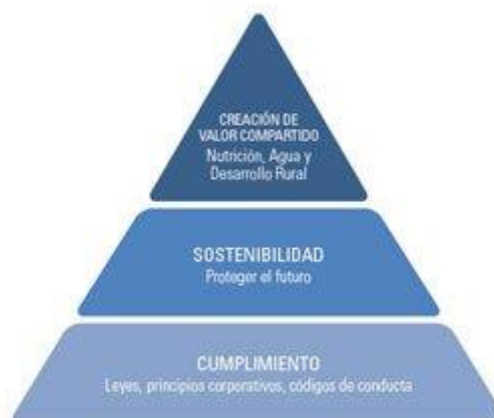 CREACIÓN DE
VALOR COMPARTIDO
Nutrición, Agua y
Desarrollo Rural
SOSTENIBILIDAD
Proteger el futuro
CUMPLIMIENTO
Leyes, principios corporativos, códigos de conducta